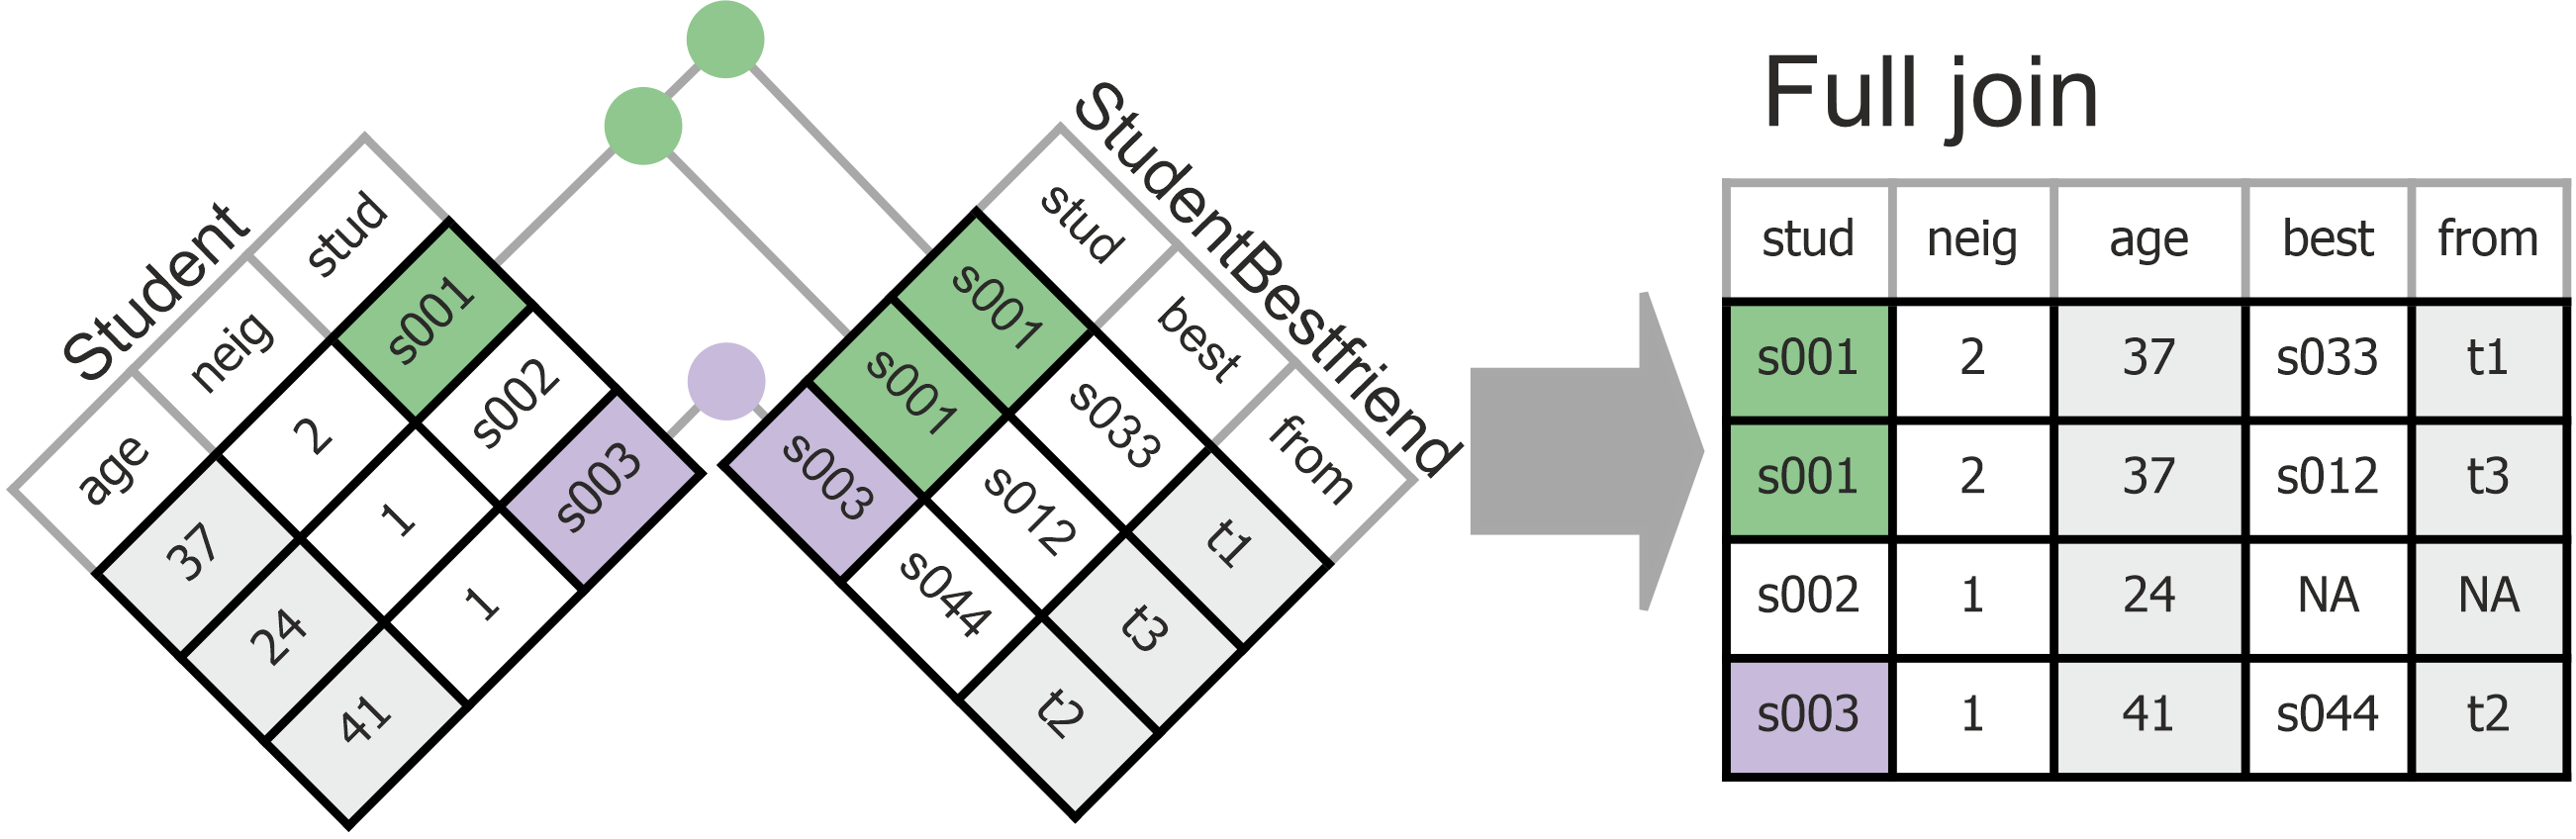 Student
stud neig age
s001 2 37
s002 1 24
s003 1 41
StudentBestfriend
stud best from
s001 s033 t1
s001 s012 t3
s003 s044 t2
Full join
stud neig age best from
s001 2 37 s033 t1
s001 2 37 s012 t3
s002 1 24 NA NA
s003 1 41 s044 t2